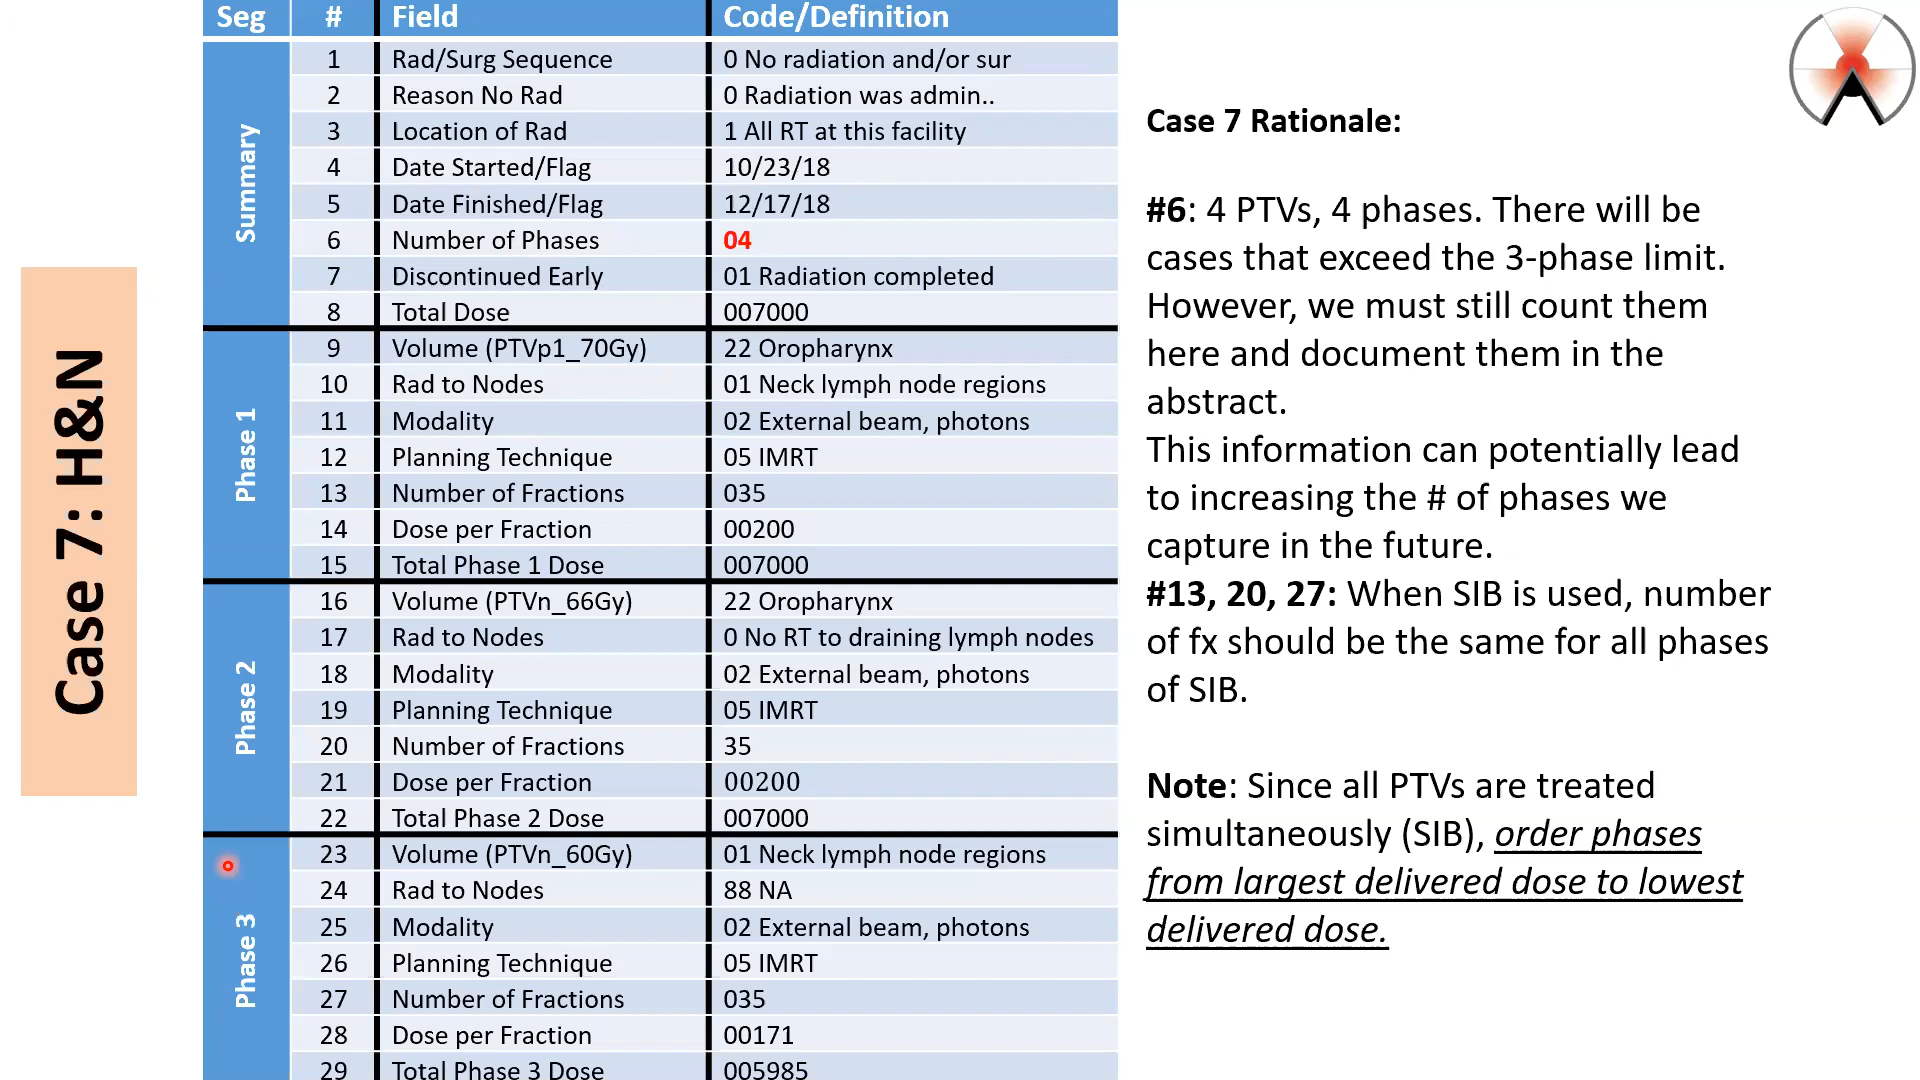 Case 7: H&N
Seg # Field Code/Definition
Summary
1 Rad/Surg Sequence 0 No radiation and/or sur
2 Reason No Rad 0 Radiation was admin..
3 Location of Rad 1 All RT at this facility
4 Date Started/Flag 10/23/18
5 Date Finished/Flag 12/17/18
6 Number of Phases 04
7 Discontinued Early 01 Radiation completed
8 Total Dose 007000
Phase 1
9 Volume (PTVp1_70Gy) 22 Oropharynx
10 Rad to Nodes 01 Neck lymph node regions
11 Modality 02 External beam, photons
12 Planning Technique 05 IMRT
13 Number of Fractions 035
14 Dose per Fraction 00200
15 Total Phase 1 Dose 007000
Phase 2
16 Volume (PTVn_66Gy) 22 Oropharynx
17 Rad to Nodes 0 No RT to draining lymph nodes
18 Modality 02 External beam, photons
19 Planning Technique 05 IMRT
20 Number of Fractions 35
21 Dose per Fraction 00200
22 Total Phase 2 Dose 007000
Phase 3
23 Volume (PTVn_60Gy) 01 Neck lymph node regions
24 Rad to Nodes 88 NA
25 Modality 02 External beam, photons
26 Planning Technique 05 IMRT
27 Number of Fractions 035
28 Dose per Fraction 00171
29 Total Phase 3 Dose 005985
Case 7 Rationale:
#6: 4 PTVs, 4 phases. There will be
cases that exceed the 3-phase limit.
However, we must still count them
here and document them in the
abstract.
This information can potentially lead
to increasing the # of phases we
capture in the future.
#13, 20, 27: When SIB is used, number
of fx should be the same for all phases
of SIB.
Note: Since all PTVs are treated
simultaneously (SIB), order phases
from largest delivered dose to lowest
delivered dose.